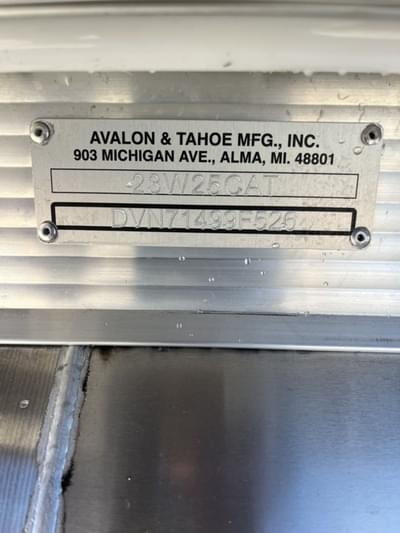 AVALON & TAHOE MFG., INC.
903 MICHIGAN AVE., ALMA, MI. 48801
23W25CAT
DVN71499F526